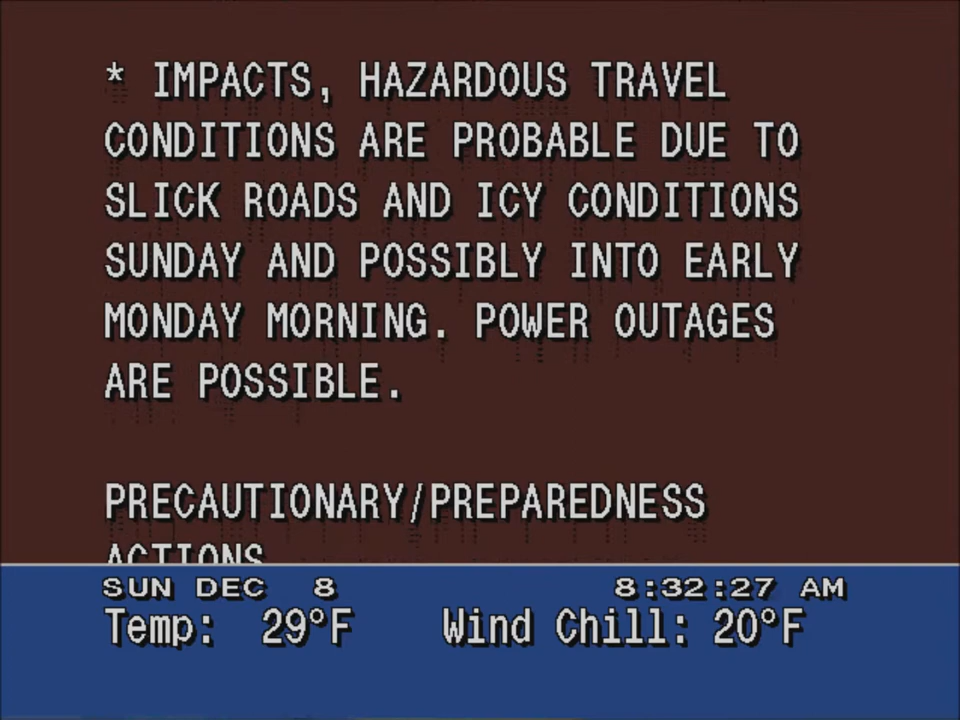 * IMPACTS, HAZARDOUS TRAVEL
CONDITIONS ARE PROBABLE DUE TO
SLICK ROADS AND ICY CONDITIONS
SUNDAY AND POSSIBLY INTO EARLY
MONDAY MORNING. POWER OUTAGES
ARE POSSIBLE.
PRECAUTIONARY/PREPAREDNESS
ACTIONS
SUN DEC 8 8:32:27 AM
Temp: 29°F Wind Chill: 20°F